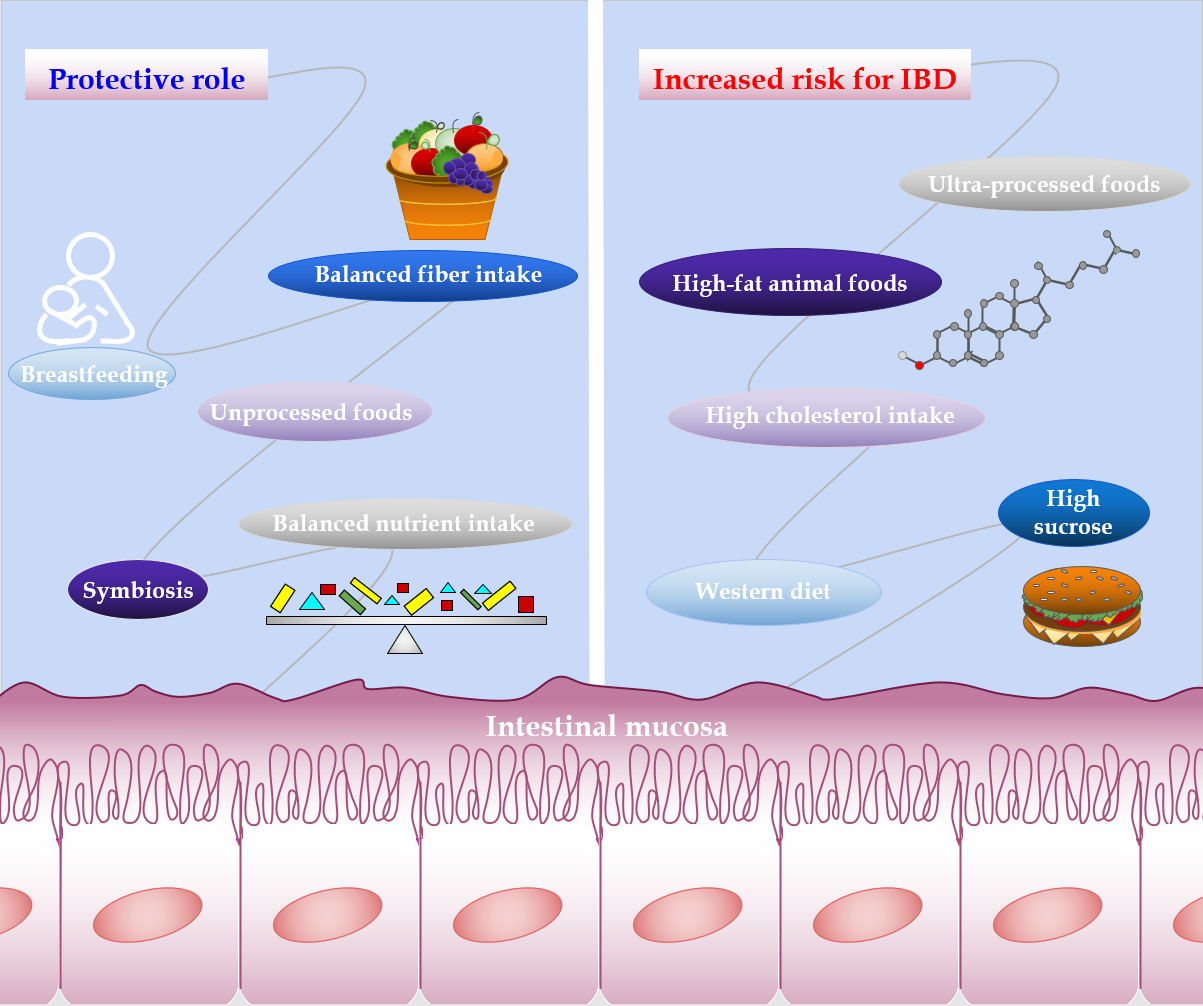 Protective role
Balanced fiber intake
Breastfeeding
Unprocessed foods
Balanced nutrient intake
Symbiosis
Increased risk for IBD
Ultra-processed foods
High-fat animal foods
High cholesterol intake
High
sucrose
Western diet
Intestinal mucosa